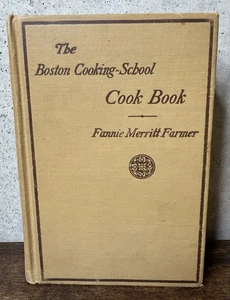 The
Boston Cooking-School
Cook Book
Fannie Merritt Farmer